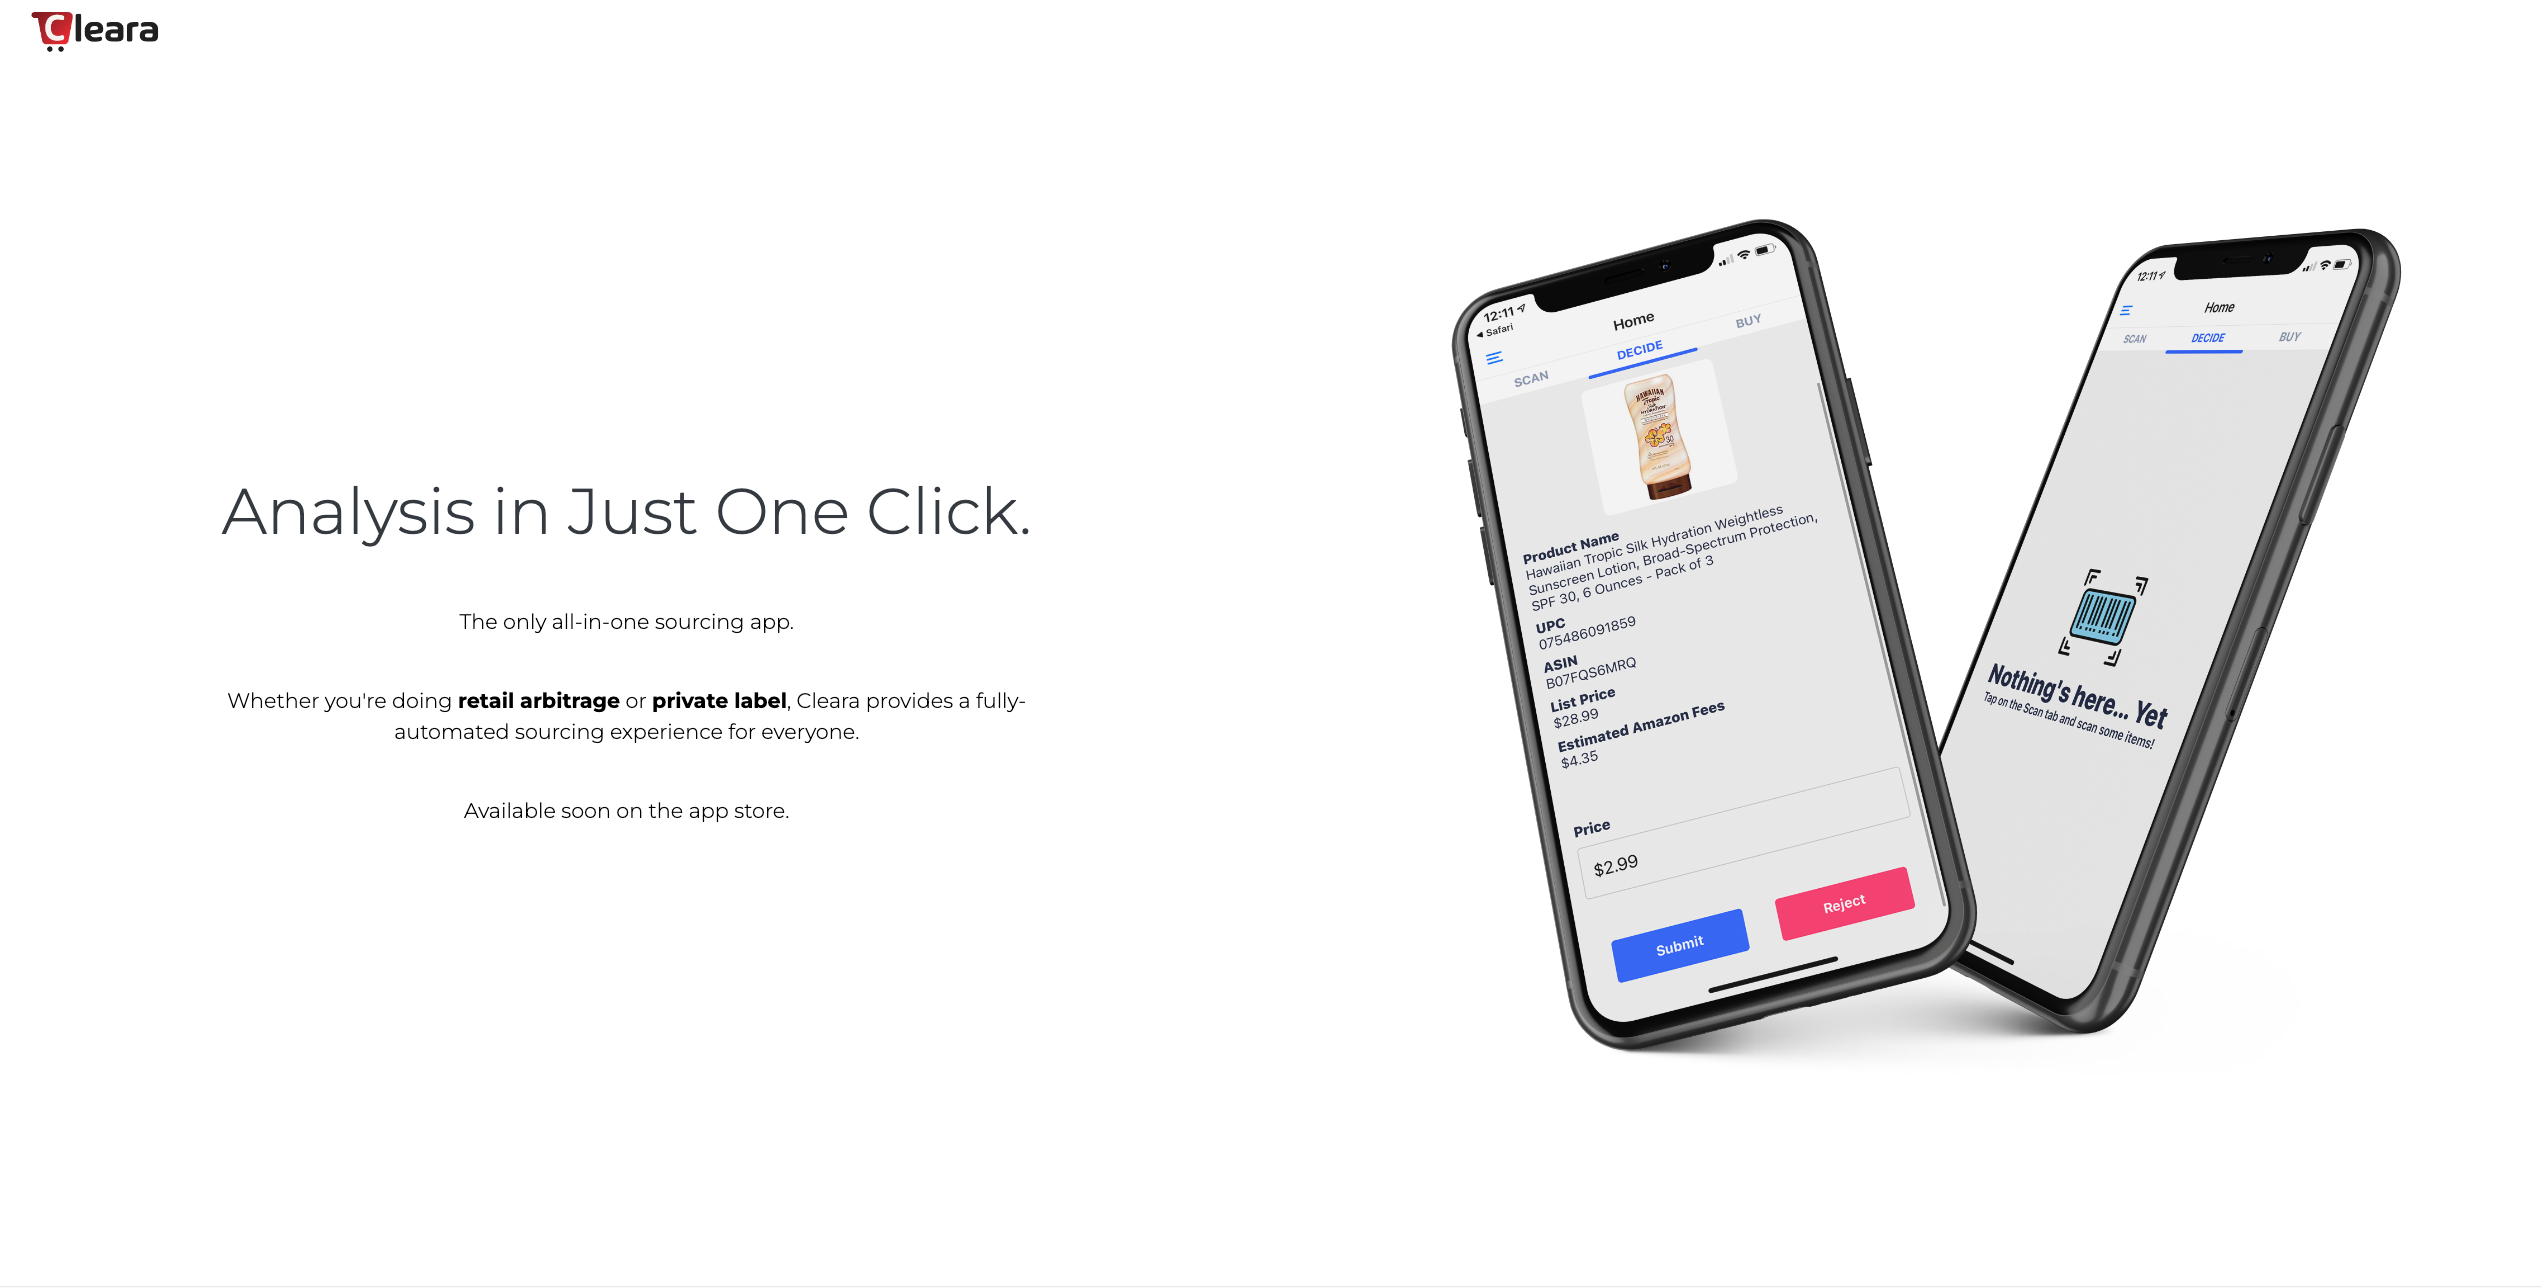 Cleara
Analysis in Just One Click.
The only all-in-one sourcing app.
Whether you're doing retail arbitrage or private label, Cleara provides a fully-
automated sourcing experience for everyone.
Available soon on the app store.
12:11
Safari
Home
SCAN
DECIDE
BUY
HAWAIIAN
Tropic
30
Product Name
Hawaiian Tropic Silk Hydration Weightless
Sunscreen Lotion, Broad-Spectrum Protection,
SPF 30, 6 Ounces - Pack of 3
UPC
075486091859
ASIN
B07FQS6MRQ
List Price
$28.99
Estimated Amazon Fees
$4.35
Price
$2.99
Submit
Reject
12:11
Home
SCAN
DECIDE
BUY
Nothing's here... Yet
Tap on the Scan tab and scan some items!